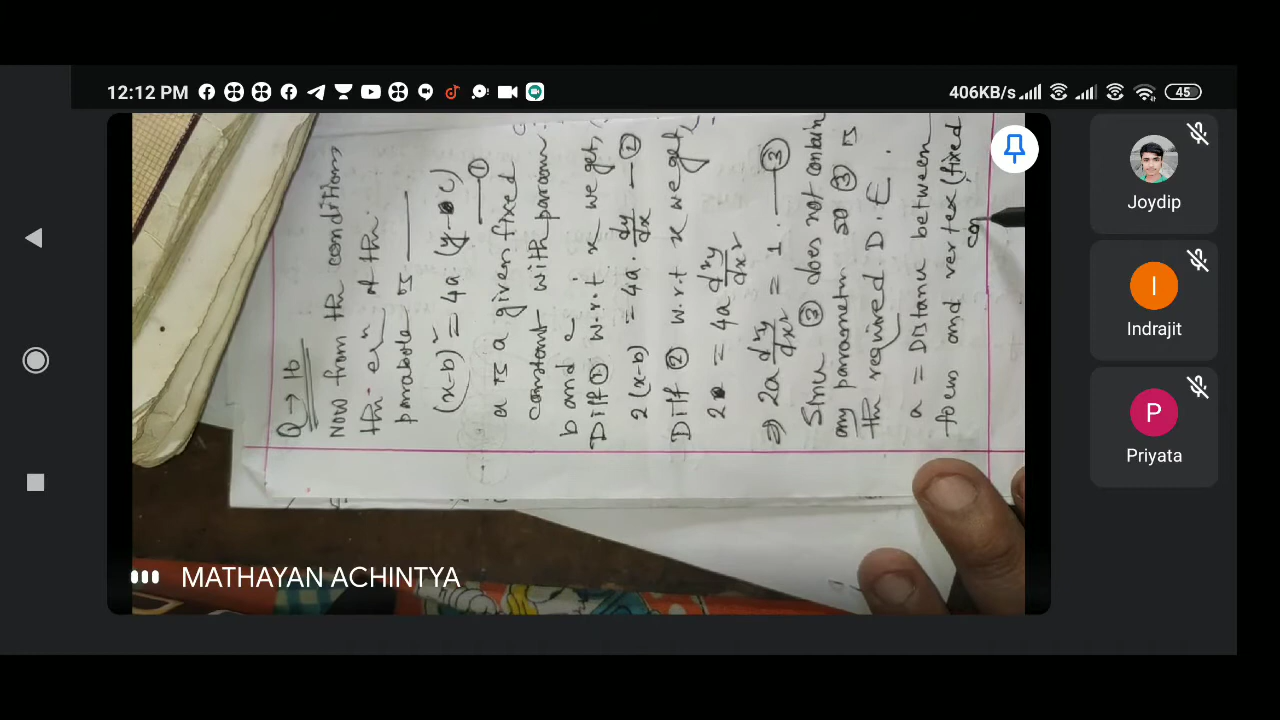 12:12 PM
406KB/s
45
Q → 16
Now from the conditions
the eqⁿ of the
parabola is
(x-b)² = 4a (y-c)
①
a is a given fixed
constant with param
b and c
Diff ① w.r.t x we get,
2(x-b) = 4a. dy/dx —②
Diff ② w.r.t x we get,
2 = 4a d²y/dx²
⇒ 2a d²y/dx² = 1. —③
Since ③ does not contain
any parameter so ③ is
the required D.E.
a = Distance between
focus and vertex (fixed
con
MATHAYAN ACHINTYA
Joydip
I
Indrajit
P
Priyata